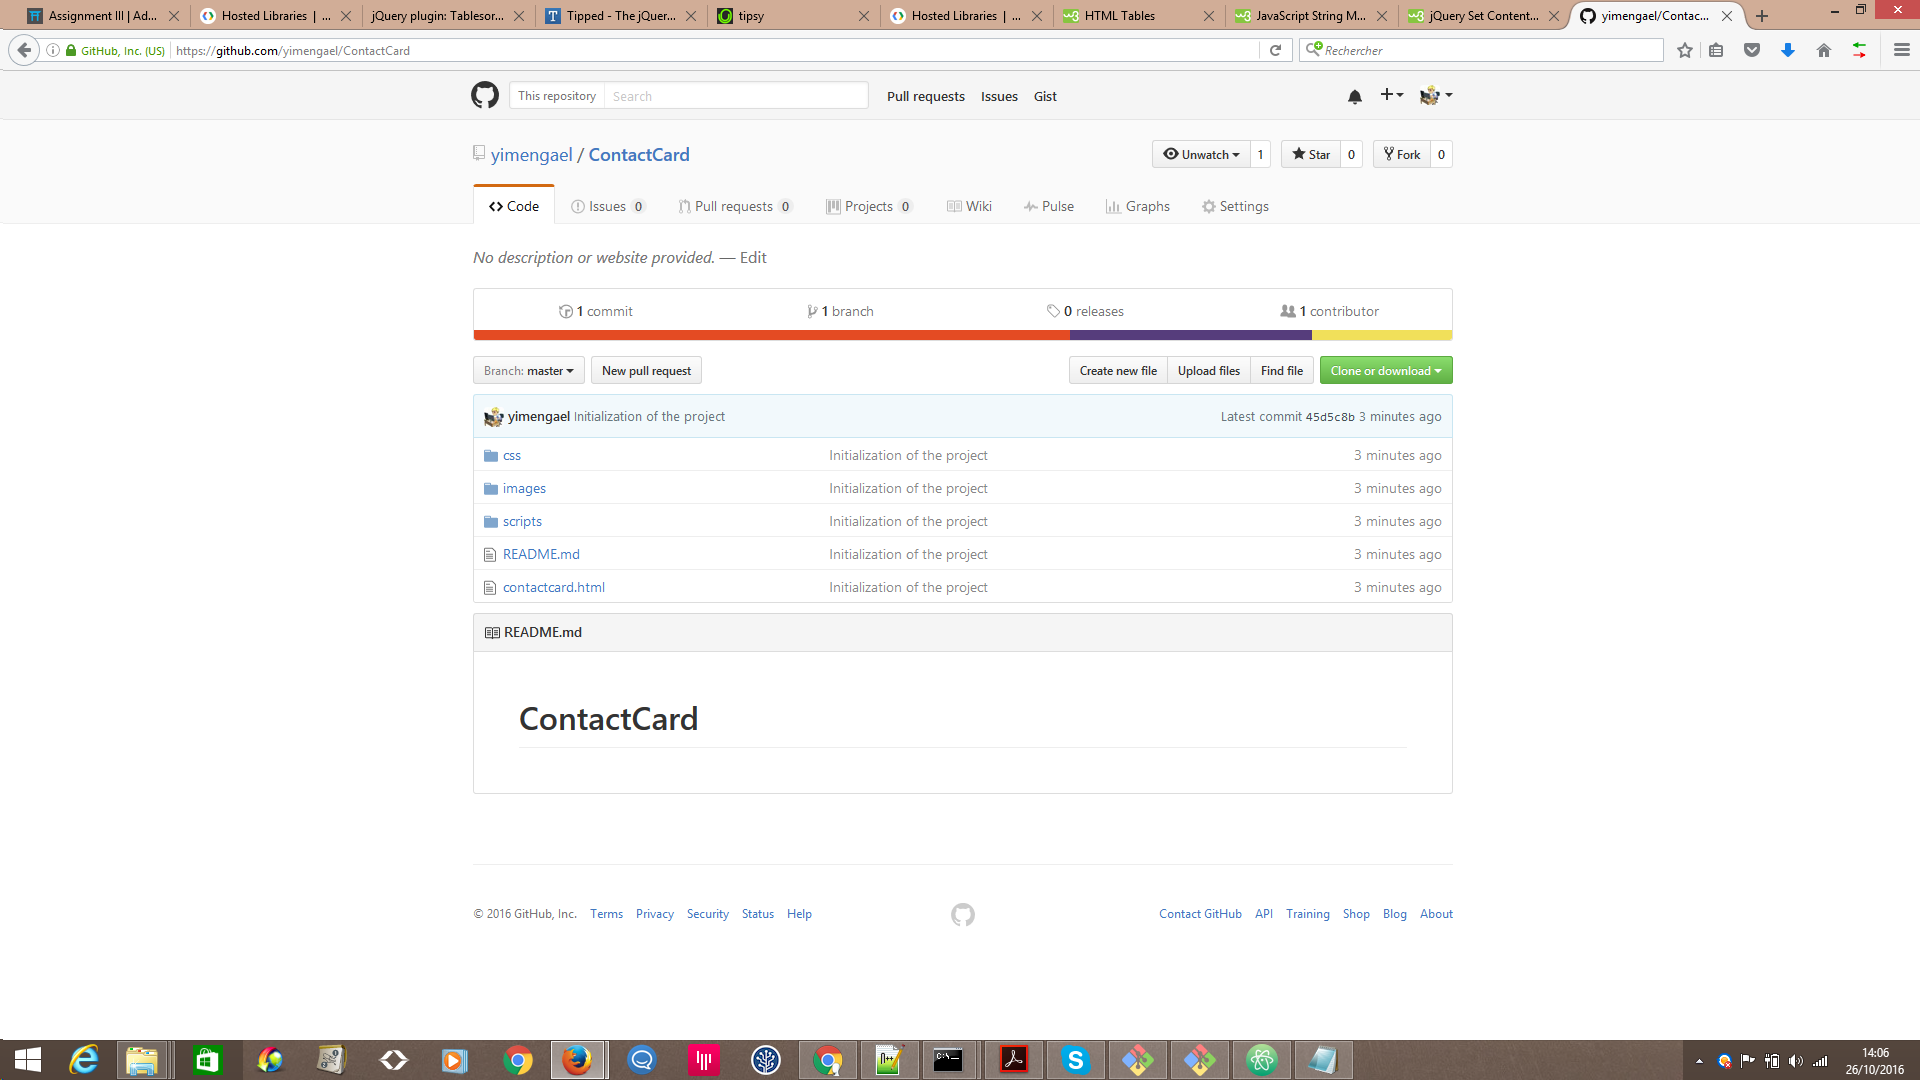 Assignment III | Ad... Hosted Libraries | ... jQuery plugin: Tablesor... Tipped - The jQuer... tipsy Hosted Libraries | ... HTML Tables JavaScript String M... jQuery Set Content... yimengael/Contac...
GitHub, Inc. (US) https://github.com/yimengael/ContactCard Rechercher
This repository Search Pull requests Issues Gist
yimengael / ContactCard Unwatch 1 Star 0 Fork 0
Code Issues 0 Pull requests 0 Projects 0 Wiki Pulse Graphs Settings
No description or website provided. — Edit
1 commit 1 branch 0 releases 1 contributor
Branch: master New pull request Create new file Upload files Find file Clone or download
yimengael Initialization of the project Latest commit 45d5c8b 3 minutes ago
css Initialization of the project 3 minutes ago
images Initialization of the project 3 minutes ago
scripts Initialization of the project 3 minutes ago
README.md Initialization of the project 3 minutes ago
contactcard.html Initialization of the project 3 minutes ago
README.md
ContactCard
© 2016 GitHub, Inc. Terms Privacy Security Status Help Contact GitHub API Training Shop Blog About
14:06
26/10/2016